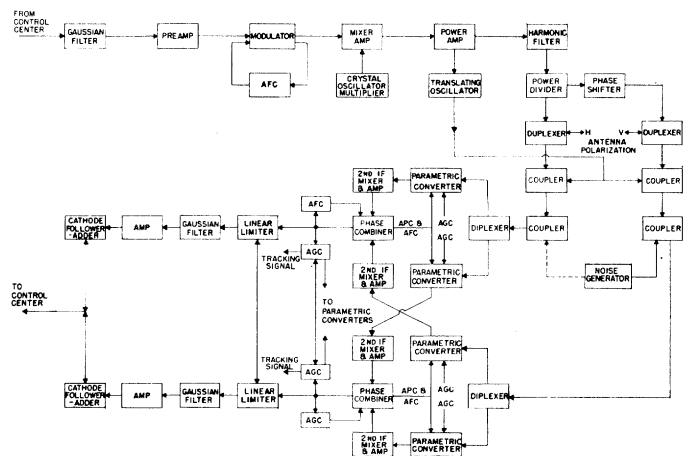 FROM
CONTROL
CENTER
GAUSSIAN
FILTER
PREAMP
MODULATOR
MIXER
AMP
POWER
AMP
HARMONIC
FILTER
AFC
CRYSTAL
OSCILLATOR
MULTIPLIER
TRANSLATING
OSCILLATOR
POWER
DIVIDER
PHASE
SHIFTER
DUPLEXER
H
V
DUPLEXER
ANTENNA
POLARIZATION
COUPLER
COUPLER
2ND IF
MIXER
& AMP
PARAMETRIC
CONVERTER
AFC
CATHODE
FOLLOWER
-ADDER
AMP
GAUSSIAN
FILTER
LINEAR
LIMITER
PHASE
COMBINER
APC &
AFC
AGC
AGC
DIPLEXER
COUPLER
COUPLER
AGC
TRACKING
SIGNAL
2ND IF
MIXER
& AMP
PARAMETRIC
CONVERTER
NOISE
GENERATOR
TO
CONTROL
CENTER
TO
PARAMETRIC
CONVERTERS
2ND IF
MIXER
& AMP
PARAMETRIC
CONVERTER
TRACKING
SIGNAL
AGC
CATHODE
FOLLOWER
-ADDER
AMP
GAUSSIAN
FILTER
LINEAR
LIMITER
PHASE
COMBINER
APC &
AFC
AGC
AGC
DIPLEXER
AGC
2ND IF
MIXER
& AMP
PARAMETRIC
CONVERTER